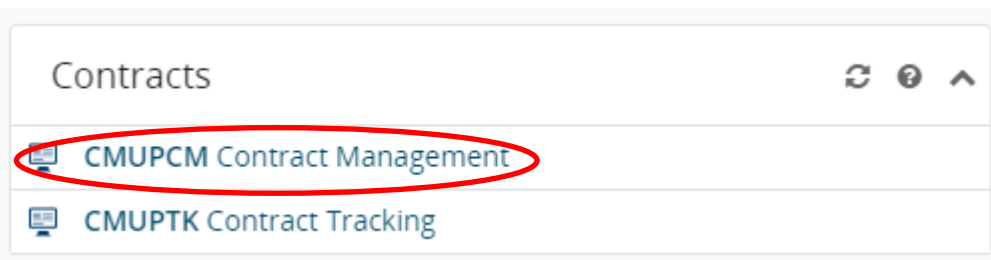 Contracts
CMUPCM Contract Management
CMUPTK Contract Tracking